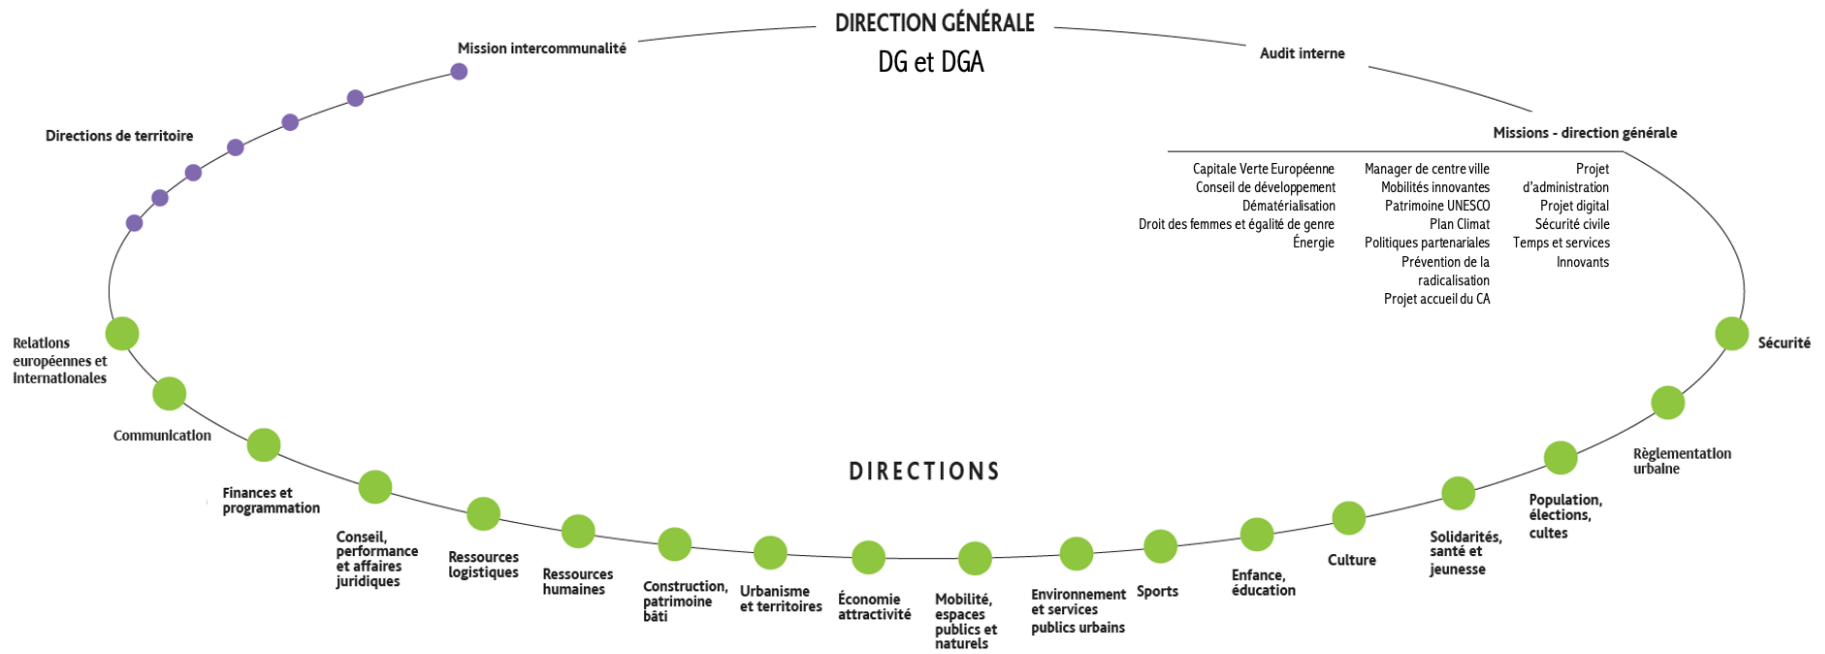 DIRECTION GÉNÉRALE
DG et DGA
Mission intercommunalité
Audit interne
Directions de territoire
Missions - direction générale
Capitale Verte Européenne
Conseil de développement
Dématérialisation
Droit des femmes et égalité de genre
Énergie
Manager de centre ville
Mobilités innovantes
Patrimoine UNESCO
Plan Climat
Politiques partenariales
Prévention de la
radicalisation
Projet accueil du CA
Projet
d'administration
Projet digital
Sécurité civile
Temps et services
Innovants
DIRECTIONS
Relations
européennes et
internationales
Communication
Finances et
programmation
Conseil,
performance
et affaires
juridiques
Ressources
logistiques
Ressources
humaines
Construction,
patrimoine
bâti
Urbanisme
et territoires
Économie
attractivité
Mobilité,
espaces
publics et
naturels
Environnement
et services
publics urbains
Sports
Enfance,
éducation
Culture
Solidarités,
santé et
jeunesse
Population,
élections,
cultes
Règlementation
urbaine
Sécurité